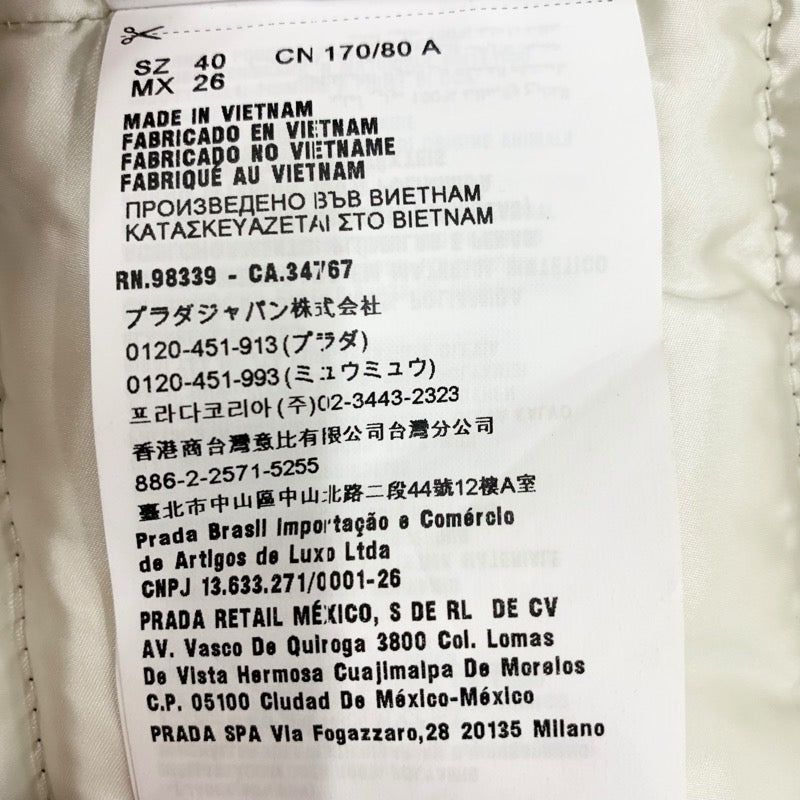 SZ 40 CN 170/80 A
MX 26
MADE IN VIETNAM
FABRICADO EN VIETNAM
FABRICADO NO VIETNAME
FABRIQUÉ AU VIETNAM
ПРОИЗВЕДЕНО ВЪВ ВИЕТНАМ
ΚΑΤΑΣΚΕΥΑΖΕΤΑΙ ΣΤΟ ΒΙΕΤΝΑΜ
RN.98339 - CA.34767
プラダジャパン株式会社
0120-451-913(プラダ)
0120-451-993(ミュウミュウ)
프라다코리아(주)02-3443-2323
香港商台灣意比有限公司台灣分公司
886-2-2571-5255
臺北市中山區中山北路二段44號12樓A室
Prada Brasil Importação e Comércio
de Artigos de Luxo Ltda
CNPJ 13.633.271/0001-26
PRADA RETAIL MÉXICO, S DE RL DE CV
AV. Vasco De Quiroga 3800 Col. Lomas
De Vista Hermosa Cuajimalpa De Morelos
C.P. 05100 Ciudad De México-México
PRADA SPA Via Fogazzaro,28 20135 Milano